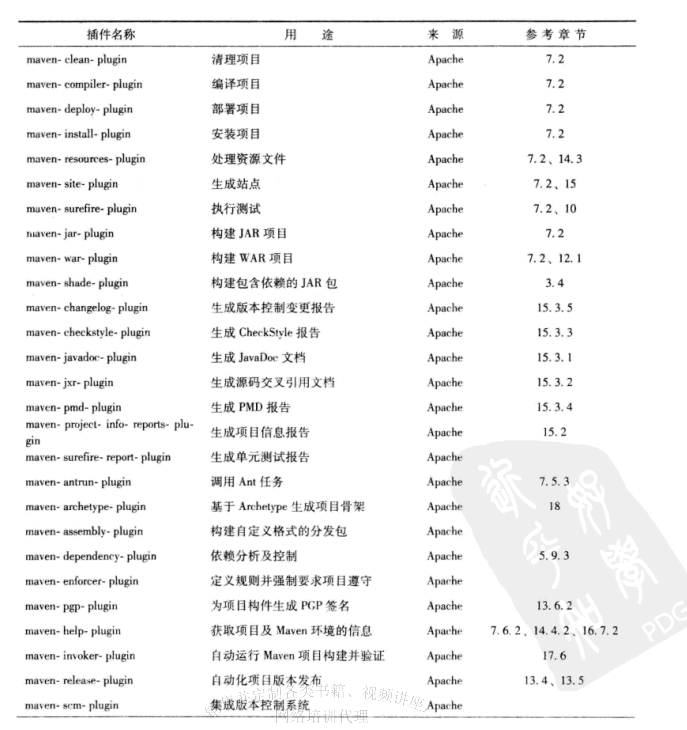 插件名称 用 途 来 源 参考章节
maven-clean-plugin 清理项目 Apache 7.2
maven-compiler-plugin 编译项目 Apache 7.2
maven-deploy-plugin 部署项目 Apache 7.2
maven-install-plugin 安装项目 Apache 7.2
maven-resources-plugin 处理资源文件 Apache 7.2、14.3
maven-site-plugin 生成站点 Apache 7.2、15
maven-surefire-plugin 执行测试 Apache 7.2、10
maven-jar-plugin 构建 JAR 项目 Apache 7.2
maven-war-plugin 构建 WAR 项目 Apache 7.2、12.1
maven-shade-plugin 构建包含依赖的 JAR 包 Apache 3.4
maven-changelog-plugin 生成版本控制变更报告 Apache 15.3.5
maven-checkstyle-plugin 生成 CheckStyle 报告 Apache 15.3.3
maven-javadoc-plugin 生成 JavaDoc 文档 Apache 15.3.1
maven-jxr-plugin 生成源码交叉引用文档 Apache 15.3.2
maven-pmd-plugin 生成 PMD 报告 Apache 15.3.4
maven-project-info-reports-plu-
gin 生成项目信息报告 Apache 15.2
maven-surefire-report-plugin 生成单元测试报告 Apache
maven-antrun-plugin 调用 Ant 任务 Apache 7.5.3
maven-archetype-plugin 基于 Archetype 生成项目骨架 Apache 18
maven-assembly-plugin 构建自定义格式的分发包 Apache
maven-dependency-plugin 依赖分析及控制 Apache 5.9.3
maven-enforcer-plugin 定义规则并强制要求项目遵守 Apache
maven-pgp-plugin 为项目构件生成 PGP 签名 Apache 13.6.2
maven-help-plugin 获取项目及 Maven 环境的信息 Apache 7.6.2、14.4.2、16.7.2
maven-invoker-plugin 自动运行 Maven 项目构建并验证 Apache 17.6
maven-release-plugin 自动化项目版本发布 Apache 13.4、13.5
maven-scm-plugin 集成版本控制系统 Apache
定制各类书籍、视频讲座
网络培训代理
PDG